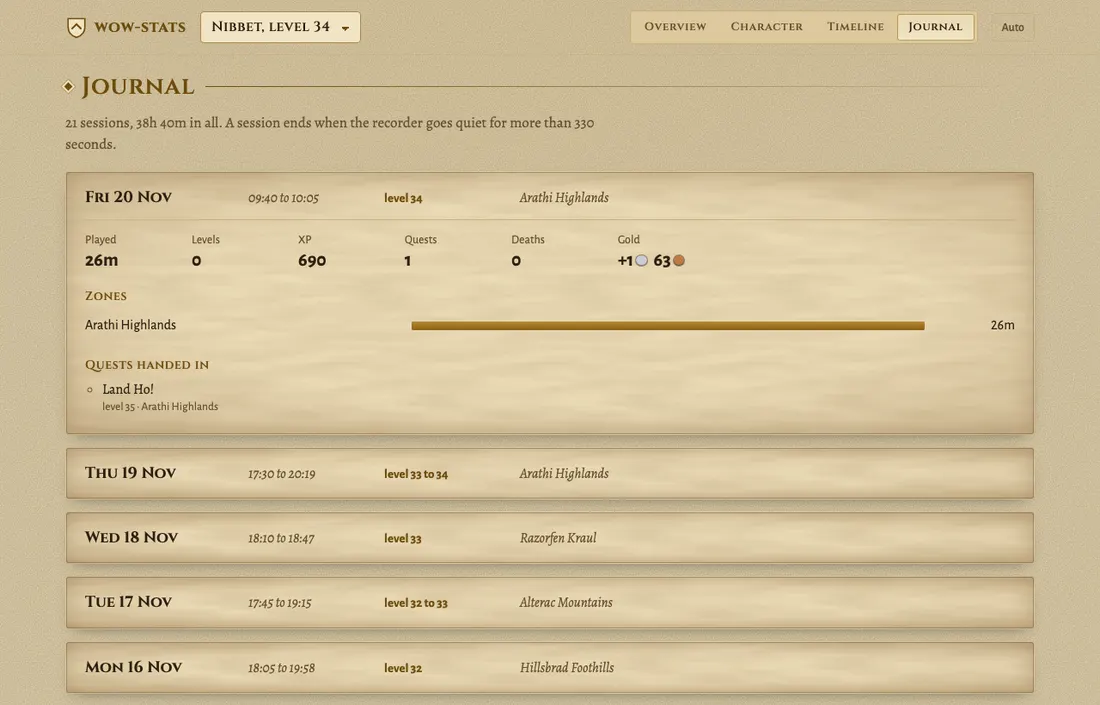 WOW-STATS
NIBBET, LEVEL 34
OVERVIEW CHARACTER TIMELINE JOURNAL Auto
JOURNAL
21 sessions, 38h 40m in all. A session ends when the recorder goes quiet for more than 330
seconds.
FRI 20 NOV 09:40 to 10:05 level 34 Arathi Highlands
Played Levels XP Quests Deaths Gold
26m 0 690 1 0 +1 63
ZONES
Arathi Highlands 26m
QUESTS HANDED IN
Land Ho!
level 35 · Arathi Highlands
THU 19 NOV 17:30 to 20:19 level 33 to 34 Arathi Highlands
WED 18 NOV 18:10 to 18:47 level 33 Razorfen Kraul
TUE 17 NOV 17:45 to 19:15 level 32 to 33 Alterac Mountains
MON 16 NOV 18:05 to 19:58 level 32 Hillsbrad Foothills